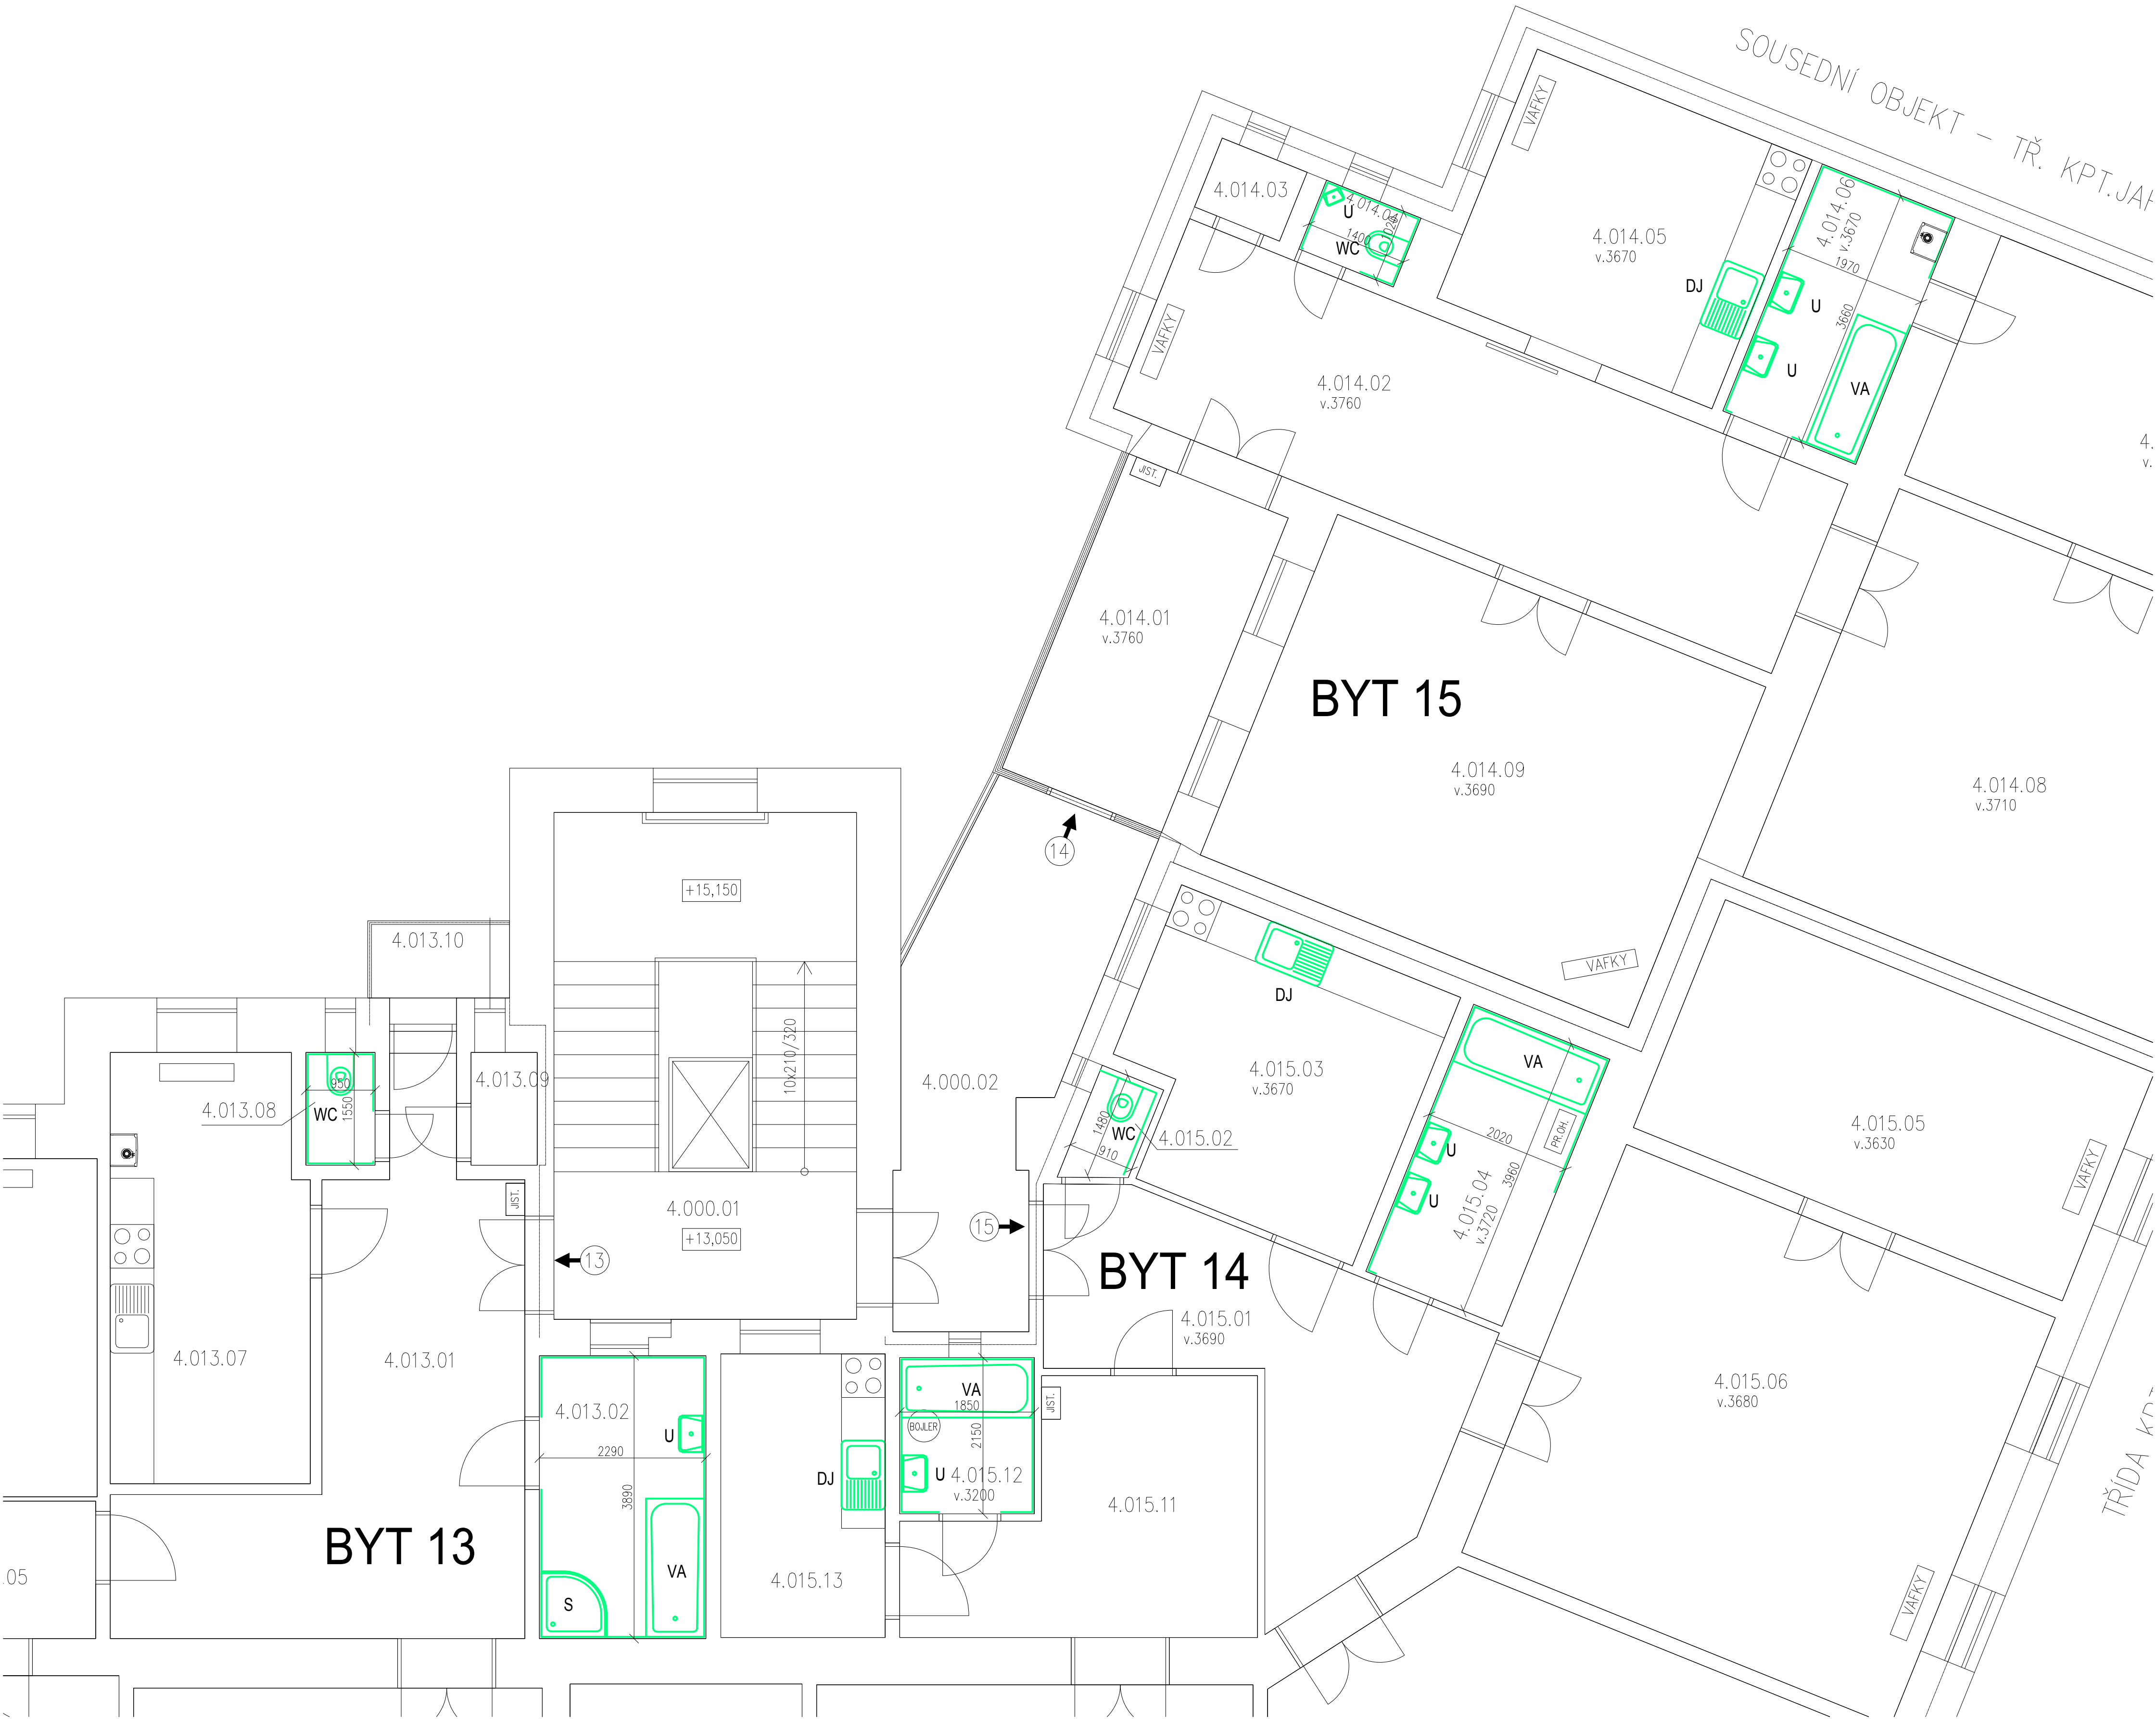 SOUSEDNÍ OBJEKT – TŘ. KPT.JAR
VAFKY
4.014.03
U
4.014.04
1400
1020
WC
4.014.05
v.3670
DJ
4.014.06
v.3670
1970
3660
U
U
VA
VAFKY
4.014.02
v.3760
4.
v.
JIST.
4.014.01
v.3760
BYT 15
4.014.09
v.3690
4.014.08
v.3710
14
VAFKY
+15,150
4.013.10
10x210/320
DJ
4.015.03
v.3670
VA
4.013.09
4.013.08
950
1550
WC
4.000.02
1480
WC
910
4.015.02
2020
PR.OH.
U
U
3960
4.015.04
v.3720
4.015.05
v.3630
VAFKY
JIST.
4.000.01
+13,050
13
15
BYT 14
4.015.01
v.3690
4.013.07
4.013.01
4.013.02
U
2290
3890
VA
S
BYT 13
DJ
4.015.13
VA
1850
BOJLER
2150
U
4.015.12
v.3200
JIST.
4.015.11
4.015.06
v.3680
VAFKY
TŘÍDA
.05